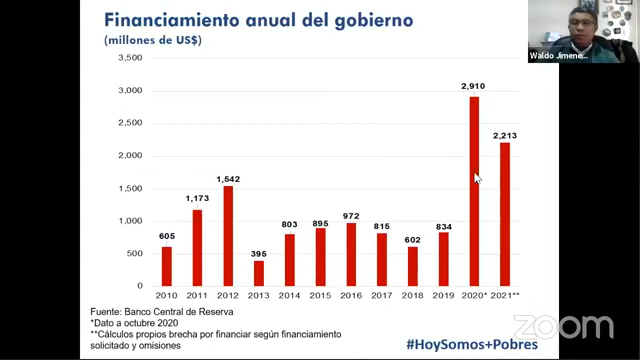 Financiamiento anual del gobierno
(millones de US$)
Waldo Jimene...
3,500
3,000
2,500
2,000
1,500
1,000
500
0
605
1,173
1,542
395
803
895
972
815
602
834
2,910
2,213
2010 2011 2012 2013 2014 2015 2016 2017 2018 2019 2020* 2021**
Fuente: Banco Central de Reserva
*Dato a octubre 2020
**Cálculos propios brecha por financiar según financiamiento
solicitado y omisiones
#HoySomos+Pobres
zoom